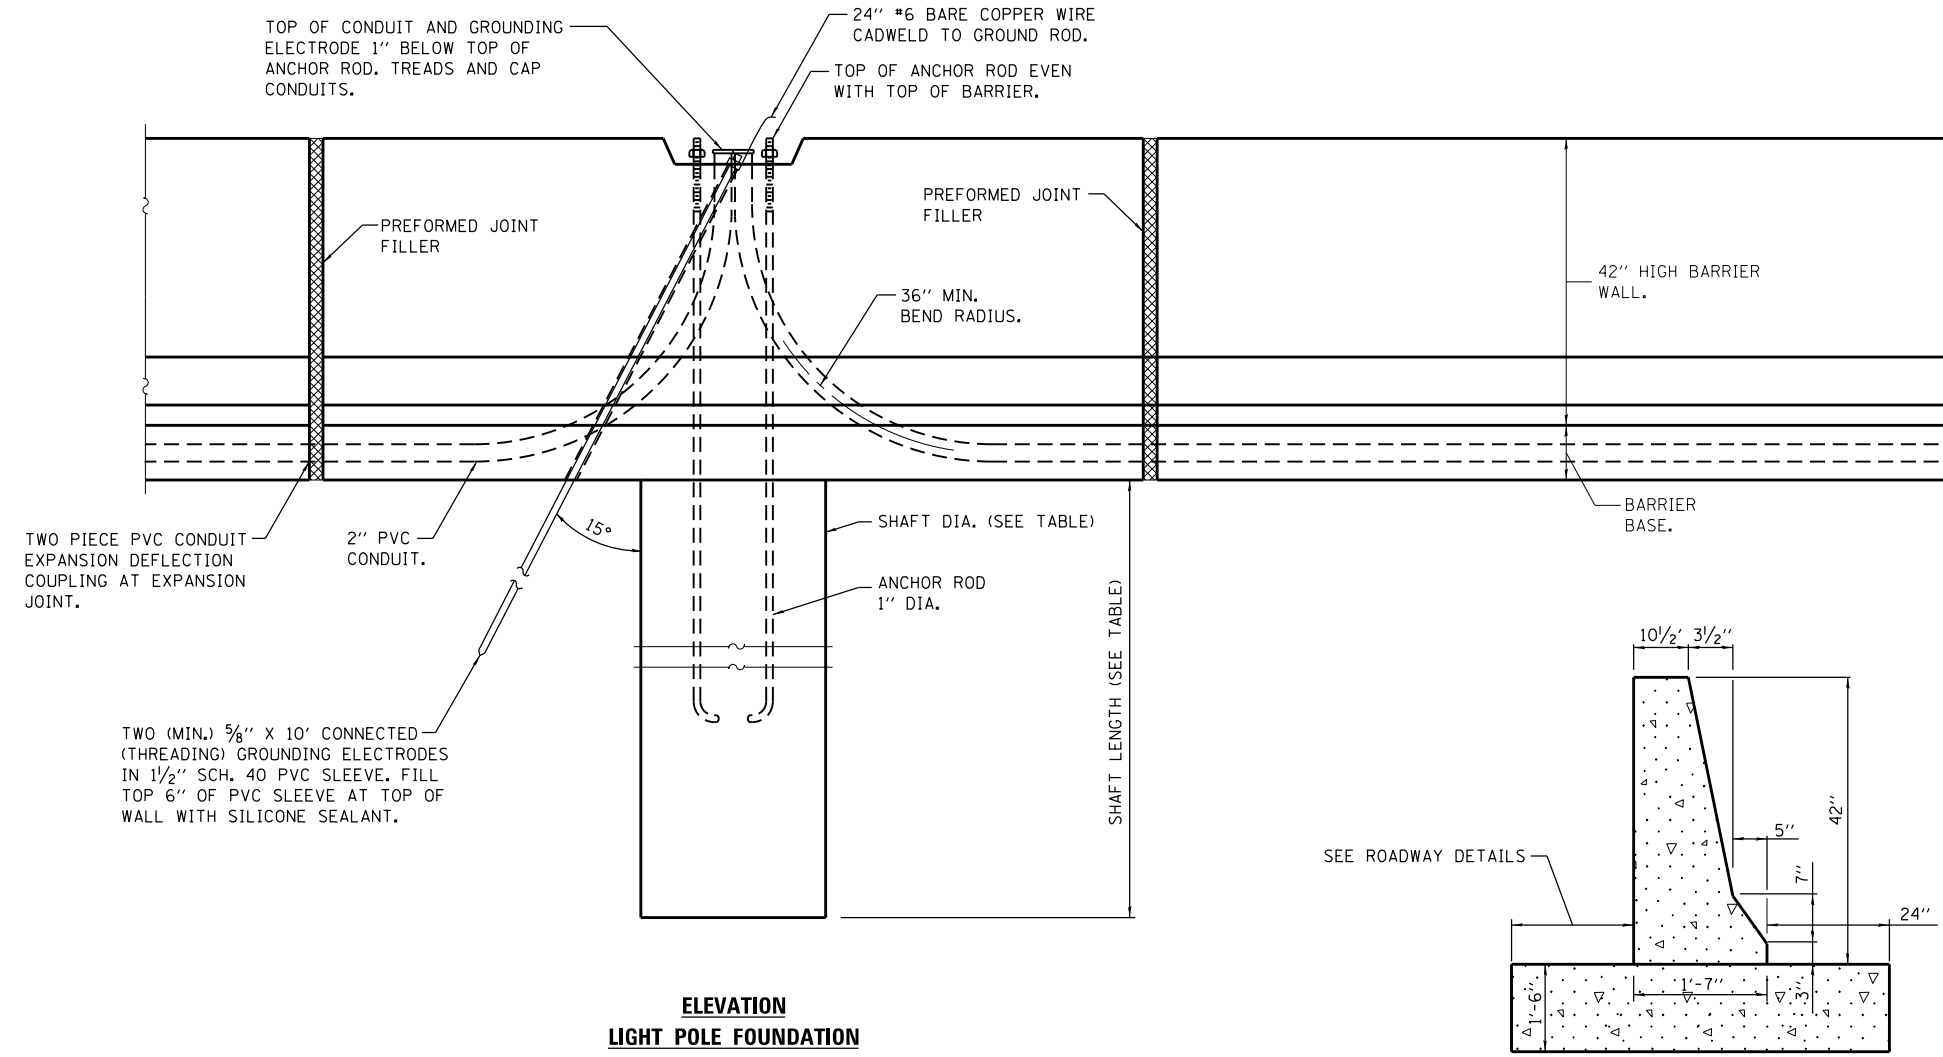 TOP OF CONDUIT AND GROUNDING
ELECTRODE 1'' BELOW TOP OF
ANCHOR ROD. TREADS AND CAP
CONDUITS.
24'' #6 BARE COPPER WIRE
CADWELD TO GROUND ROD.
TOP OF ANCHOR ROD EVEN
WITH TOP OF BARRIER.
PREFORMED JOINT
FILLER
PREFORMED JOINT
FILLER
36'' MIN.
BEND RADIUS.
42'' HIGH BARRIER
WALL.
BARRIER
BASE.
TWO PIECE PVC CONDUIT
EXPANSION DEFLECTION
COUPLING AT EXPANSION
JOINT.
2'' PVC
CONDUIT.
15°
SHAFT DIA. (SEE TABLE)
ANCHOR ROD
1'' DIA.
SHAFT LENGTH (SEE TABLE)
TWO (MIN.) 5/8'' X 10' CONNECTED
(THREADING) GROUNDING ELECTRODES
IN 1 1/2'' SCH. 40 PVC SLEEVE. FILL
TOP 6'' OF PVC SLEEVE AT TOP OF
WALL WITH SILICONE SEALANT.
10 1/2' 3 1/2''
42''
5''
7''
SEE ROADWAY DETAILS
24''
1'-7''
3''
1'-6''
ELEVATION
LIGHT POLE FOUNDATION